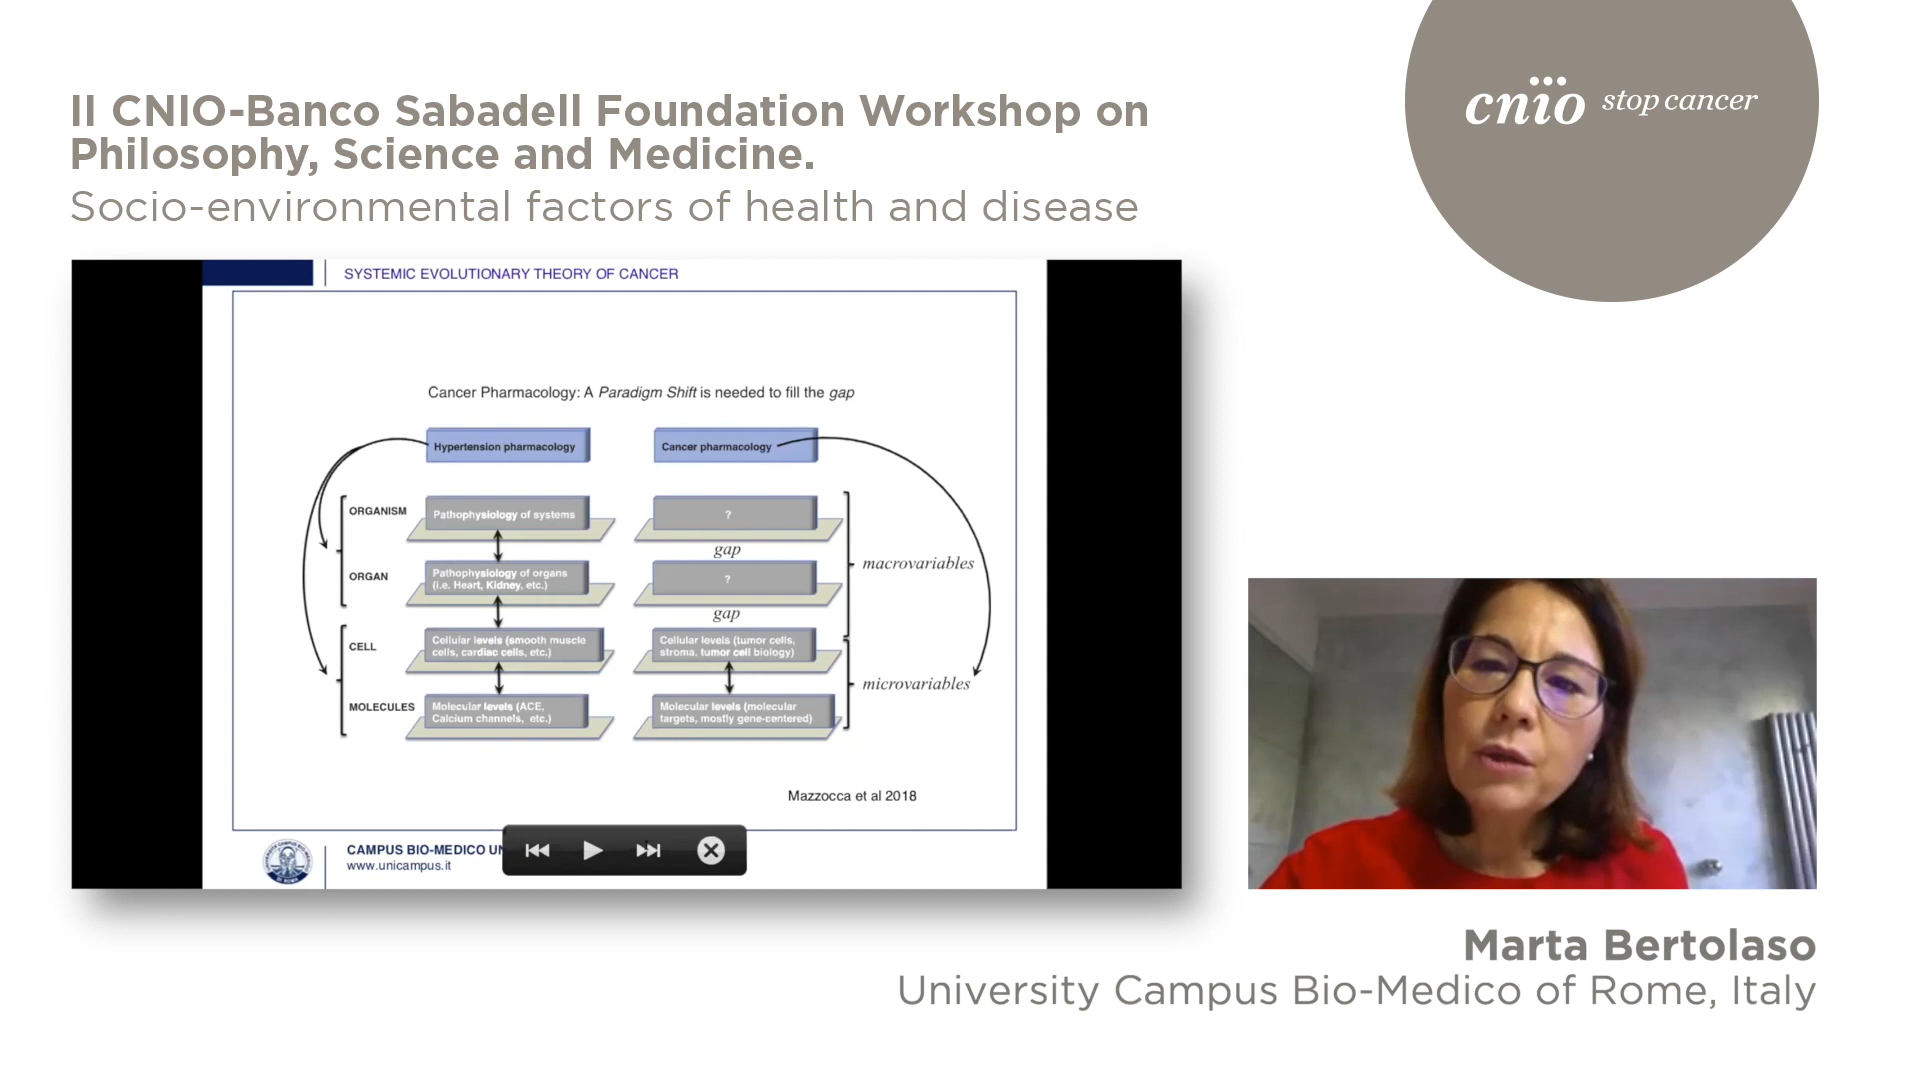 II CNIO-Banco Sabadell Foundation Workshop on
Philosophy, Science and Medicine.
Socio-environmental factors of health and disease
cnio stop cancer
SYSTEMIC EVOLUTIONARY THEORY OF CANCER
Cancer Pharmacology: A Paradigm Shift is needed to fill the gap
Hypertension pharmacology
Cancer pharmacology
ORGANISM
Pathophysiology of systems
?
gap
macrovariables
ORGAN
Pathophysiology of organs
(i.e. Heart, Kidney, etc.)
?
gap
CELL
Cellular levels (smooth muscle
cells, cardiac cells, etc.)
Cellular levels (tumor cells,
stroma. tumor cell biology)
microvariables
MOLECULES
Molecular levels (ACE,
Calcium channels, etc.)
Molecular levels (molecular
targets, mostly gene-centered)
Mazzocca et al 2018
CAMPUS BIO-MEDICO UN
www.unicampus.it
Marta Bertolaso
University Campus Bio-Medico of Rome, Italy